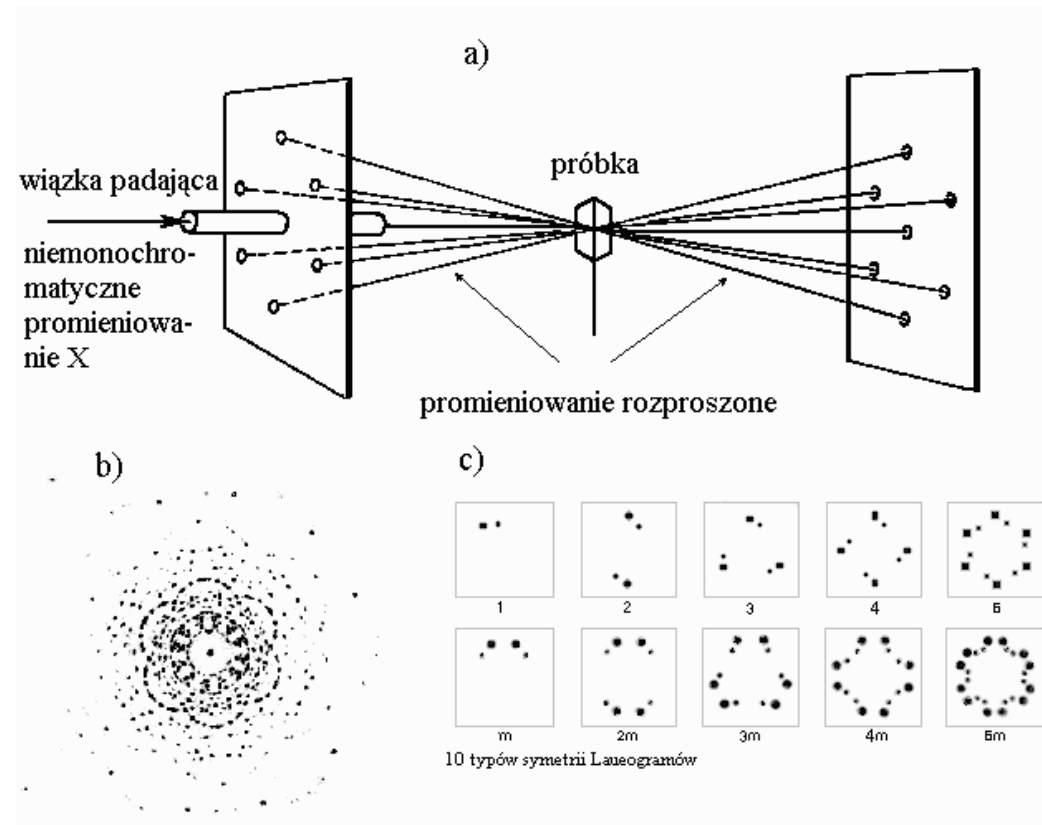 a)
wiązka padająca
próbka
niemonochro-
matyczne
promieniowa-
nie X
promieniowanie rozproszone
b)
c)
1 2 3 4 6
m 2m 3m 4m 6m
10 typów symetrii Laueogramów